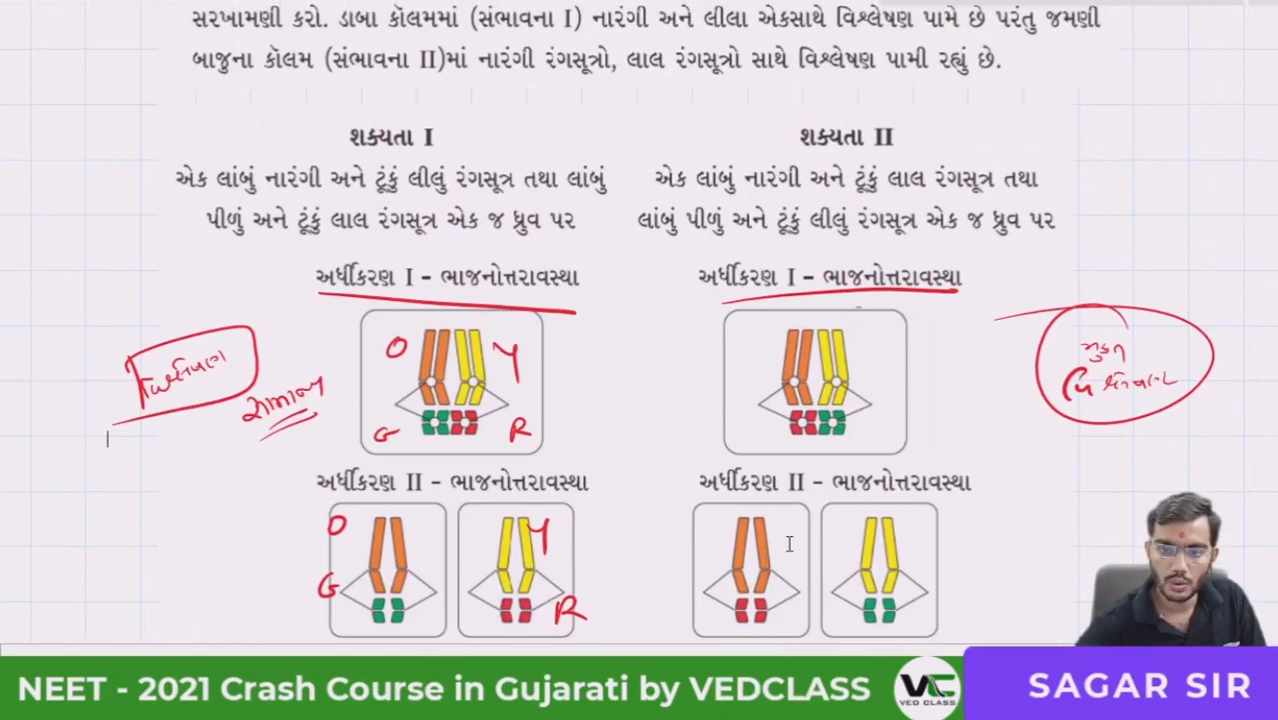 સરખામણી કરો. ડાબા કૉલમમાં (સંભાવના I) નારંગી અને લીલા એકસાથે વિશ્લેષણ પામે છે પરંતુ જમણી
બાજુના કૉલમ (સંભાવના II)માં નારંગી રંગસૂત્રો, લાલ રંગસૂત્રો સાથે વિશ્લેષણ પામી રહ્યું છે.
શક્યતા I
એક લાંબું નારંગી અને ટૂંકું લીલું રંગસૂત્ર તથા લાંબું
પીળું અને ટૂંકું લાલ રંગસૂત્ર એક જ ધ્રુવ પર
અર્ધીકરણ I – ભાજનોત્તરાવસ્થા
O Y
G R
સામાન્ય
અર્ધીકરણ II – ભાજનોત્તરાવસ્થા
O Y
G R
શક્યતા II
એક લાંબું નારંગી અને ટૂંકું લાલ રંગસૂત્ર તથા
લાંબું પીળું અને ટૂંકું લીલું રંગસૂત્ર એક જ ધ્રુવ પર
અર્ધીકરણ I – ભાજનોત્તરાવસ્થા
મુક્ત
અર્ધીકરણ II – ભાજનોત્તરાવસ્થા
NEET - 2021 Crash Course in Gujarati by VEDCLASS
VC
VED CLASS
SAGAR SIR